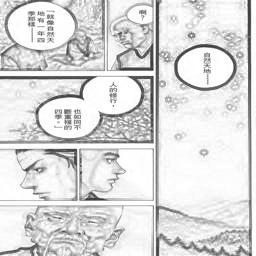 自然天地——
啊?
「就像自然天
地有一年四
季那樣——
人的修行，
也如同不
斷重複的
四季。」